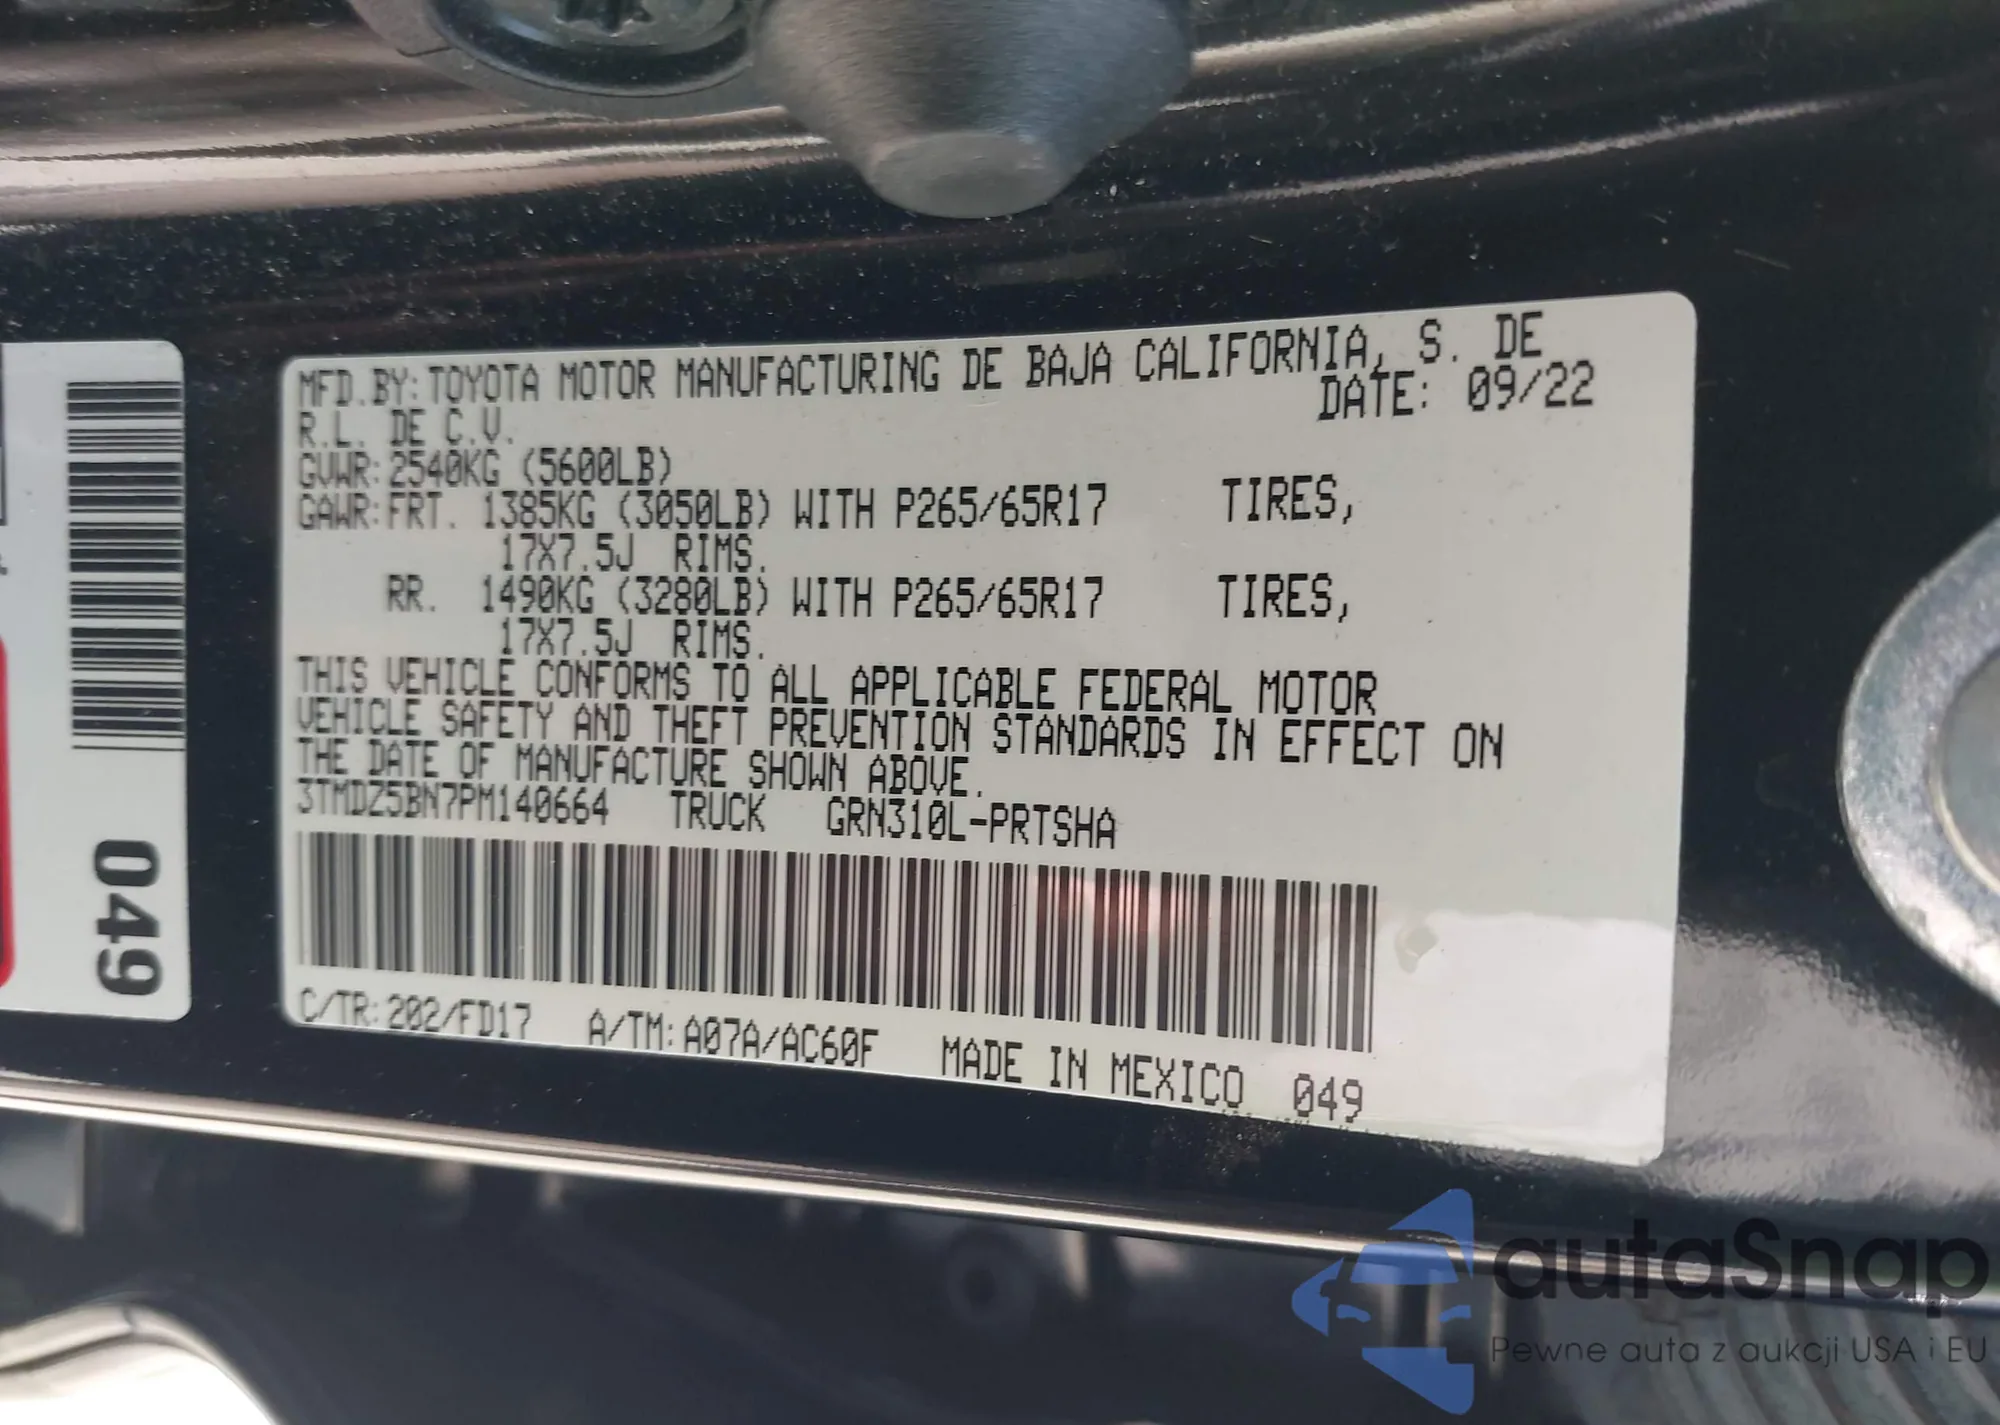 MFD.BY: TOYOTA MOTOR MANUFACTURING DE BAJA CALIFORNIA, S. DE
R.L. DE C.V.
DATE: 09/22
GVWR: 2540KG (5600LB)
GAWR: FRT. 1385KG (3050LB) WITH P265/65R17 TIRES,
17X7.5J RIMS.
RR. 1490KG (3280LB) WITH P265/65R17 TIRES,
17X7.5J RIMS.
THIS VEHICLE CONFORMS TO ALL APPLICABLE FEDERAL MOTOR
VEHICLE SAFETY AND THEFT PREVENTION STANDARDS IN EFFECT ON
THE DATE OF MANUFACTURE SHOWN ABOVE.
3TMDZ5BN7PM140664 TRUCK GRN310L-PRTSHA
C/TR: 202/FD17 A/TM: A07A/AC60F MADE IN MEXICO 049
049
autaSnap
Pewne auta z aukcji USA i EU